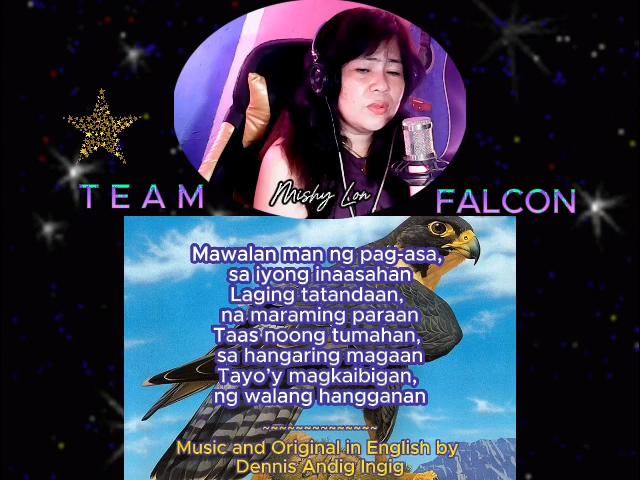 Mishy Lon
TEAM FALCON
Mawalan man ng pag-asa,
sa iyong inaasahan
Laging tatandaan,
na maraming paraan
Taas noong tumahan,
sa hangaring magaan
Tayo'y magkaibigan,
ng walang hangganan
~~~~~~~~~~~~~~
Music and Original in English by
Dennis Andig Ingig